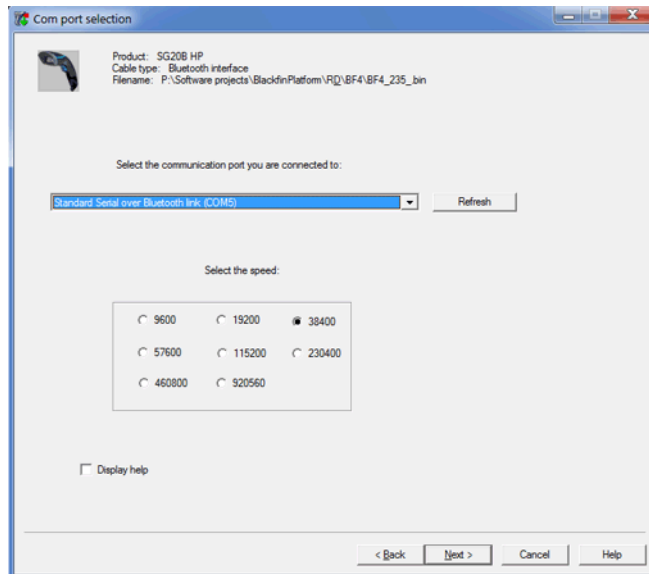 Com port selection
Product: SG20B HP
Cable type: Bluetooth interface
Filename: P:\Software projects\BlackfinPlatform\RD\BF4\BF4_235_.bin
Select the communication port you are connected to:
Standard Serial over Bluetooth link (COM5)
Refresh
Select the speed:
9600 19200 38400
57600 115200 230400
460800 920560
Display help
< Back Next > Cancel Help